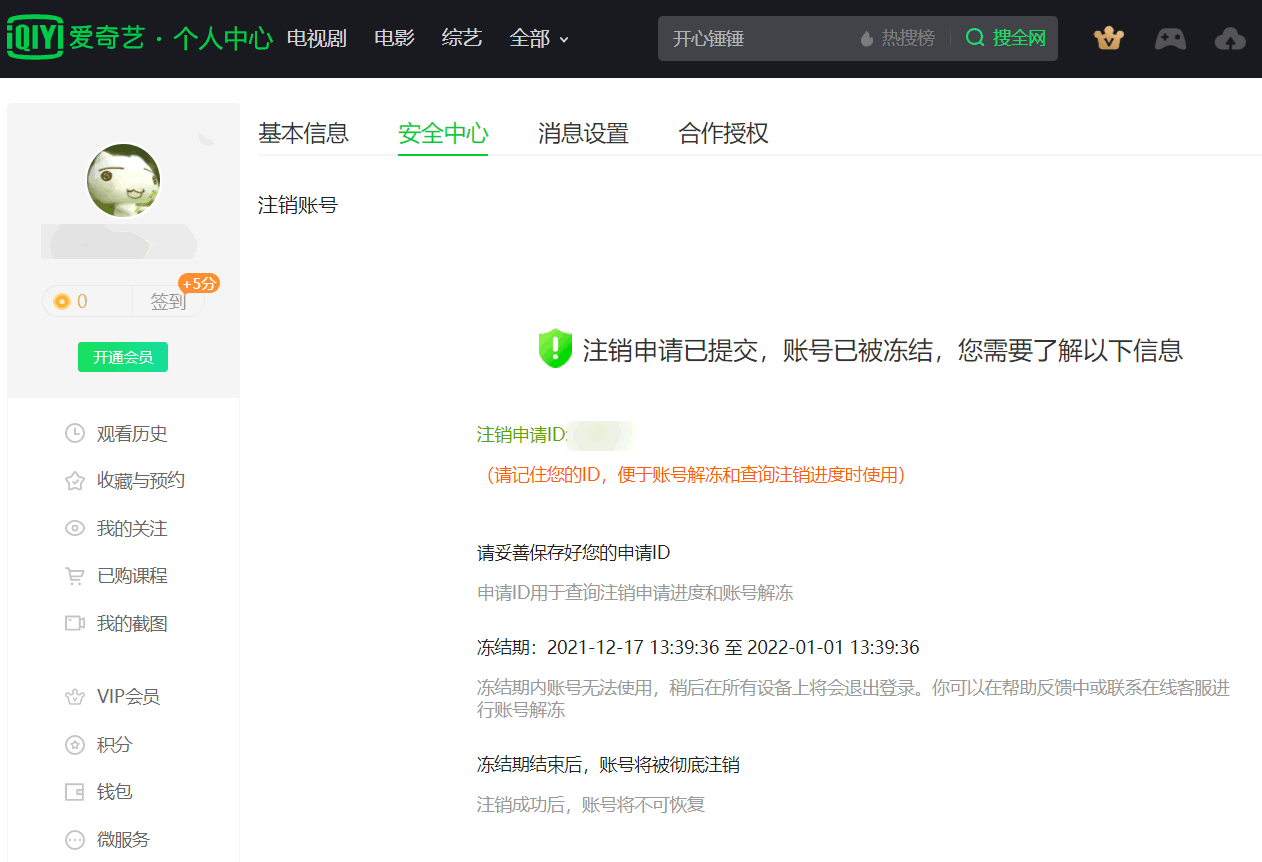 iQIYI 爱奇艺 · 个人中心 电视剧 电影 综艺 全部 开心锤锤 热搜榜 搜全网
基本信息 安全中心 消息设置 合作授权
注销账号
+5分
0 签到
开通会员
观看历史
收藏与预约
我的关注
已购课程
我的截图
VIP会员
积分
钱包
微服务
注销申请已提交，账号已被冻结，您需要了解以下信息
注销申请ID:
（请记住您的ID，便于账号解冻和查询注销进度时使用）
请妥善保存好您的申请ID
申请ID用于查询注销申请进度和账号解冻
冻结期：2021-12-17 13:39:36 至 2022-01-01 13:39:36
冻结期内账号无法使用，稍后在所有设备上将会退出登录。你可以在帮助反馈中或联系在线客服进
行账号解冻
冻结期结束后，账号将被彻底注销
注销成功后，账号将不可恢复